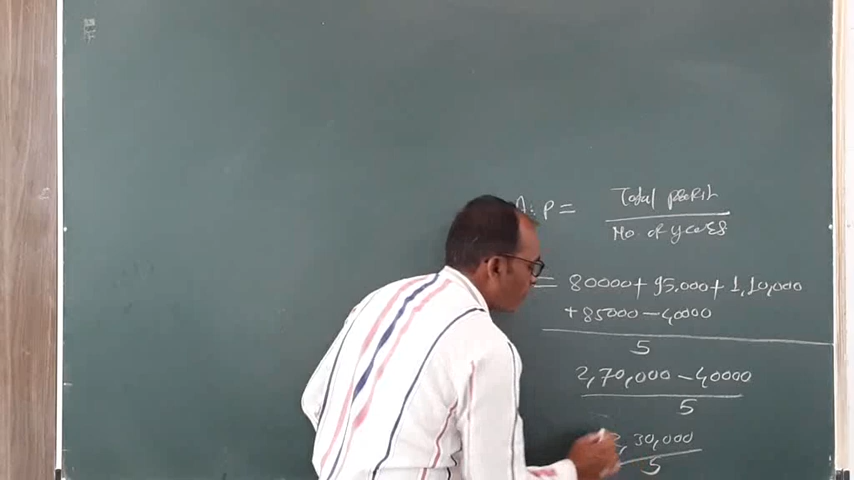 A.P = Total profit
No. of years
= 80000 + 95,000 + 1,10,000
+ 85000 - 40000
5
2,70,000 - 40000
5
2,30,000
5